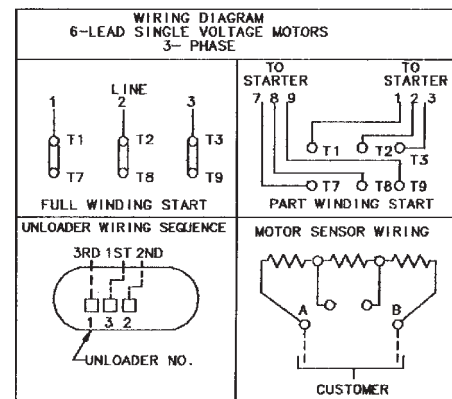 WIRING DIAGRAM
6-LEAD SINGLE VOLTAGE MOTORS
3- PHASE
LINE
1 2 3
T1 T2 T3
T7 T8 T9
FULL WINDING START
TO STARTER TO STARTER
7 8 9 1 2 3
T1 T2 T3
T7 T8 T9
PART WINDING START
UNLOADER WIRING SEQUENCE
3RD 1ST 2ND
1 3 2
UNLOADER NO.
MOTOR SENSOR WIRING
A B
CUSTOMER